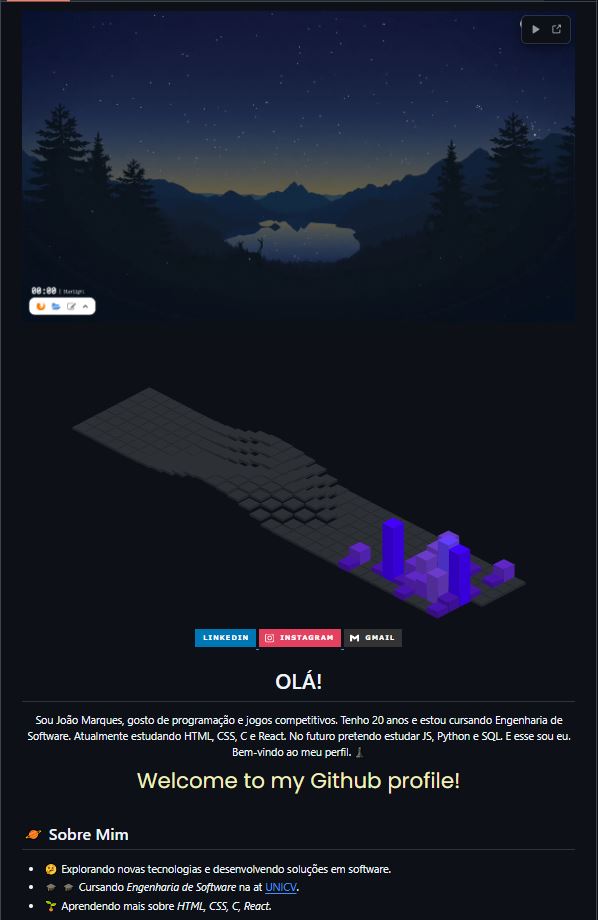 00:00 | Starlight
LINKEDIN INSTAGRAM GMAIL
OLÁ!
Sou João Marques, gosto de programação e jogos competitivos. Tenho 20 anos e estou cursando Engenharia de
Software. Atualmente estudando HTML, CSS, C e React. No futuro pretendo estudar JS, Python e SQL. E esse sou eu.
Bem-vindo ao meu perfil.
Welcome to my Github profile!
Sobre Mim
Explorando novas tecnologias e desenvolvendo soluções em software.
Cursando Engenharia de Software na at UNICV.
Aprendendo mais sobre HTML, CSS, C, React.